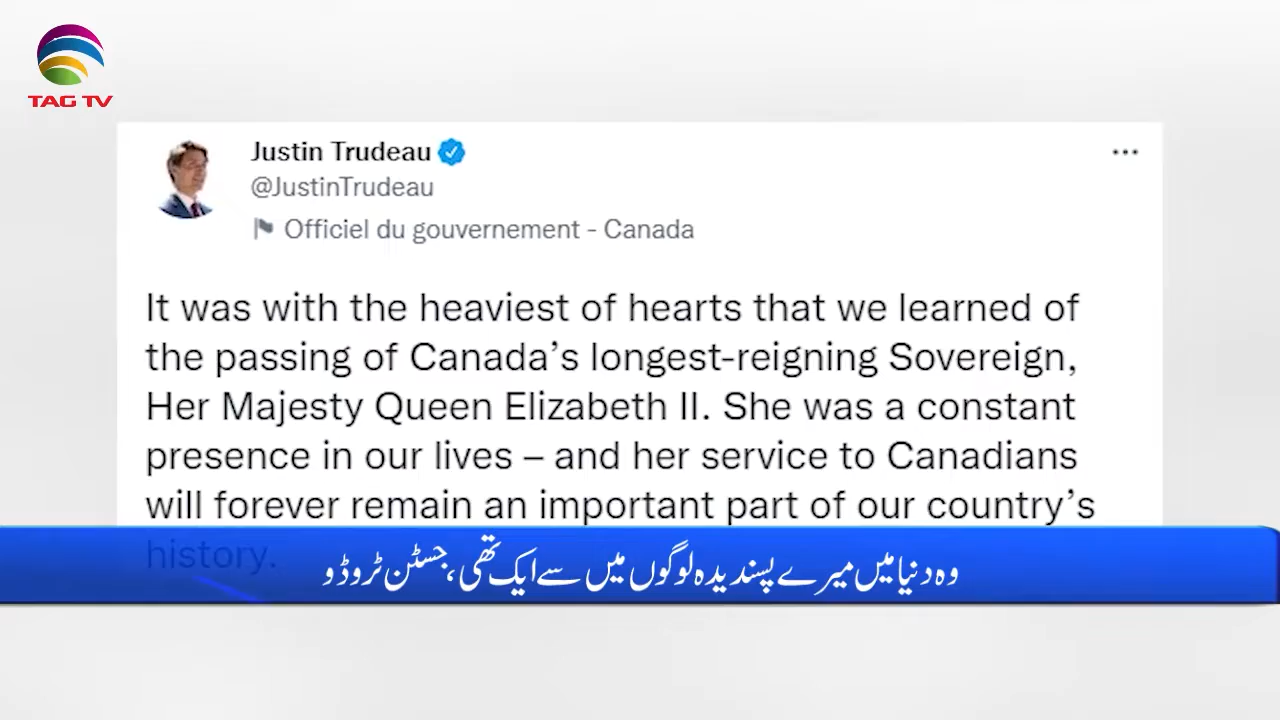 TAG TV
Justin Trudeau
@JustinTrudeau
Officiel du gouvernement - Canada
It was with the heaviest of hearts that we learned of
the passing of Canada’s longest-reigning Sovereign,
Her Majesty Queen Elizabeth II. She was a constant
presence in our lives – and her service to Canadians
will forever remain an important part of our country’s
history.
وہ دنیا میں میرے پسندیدہ لوگوں میں سے ایک تھی، جسٹن ٹروڈو